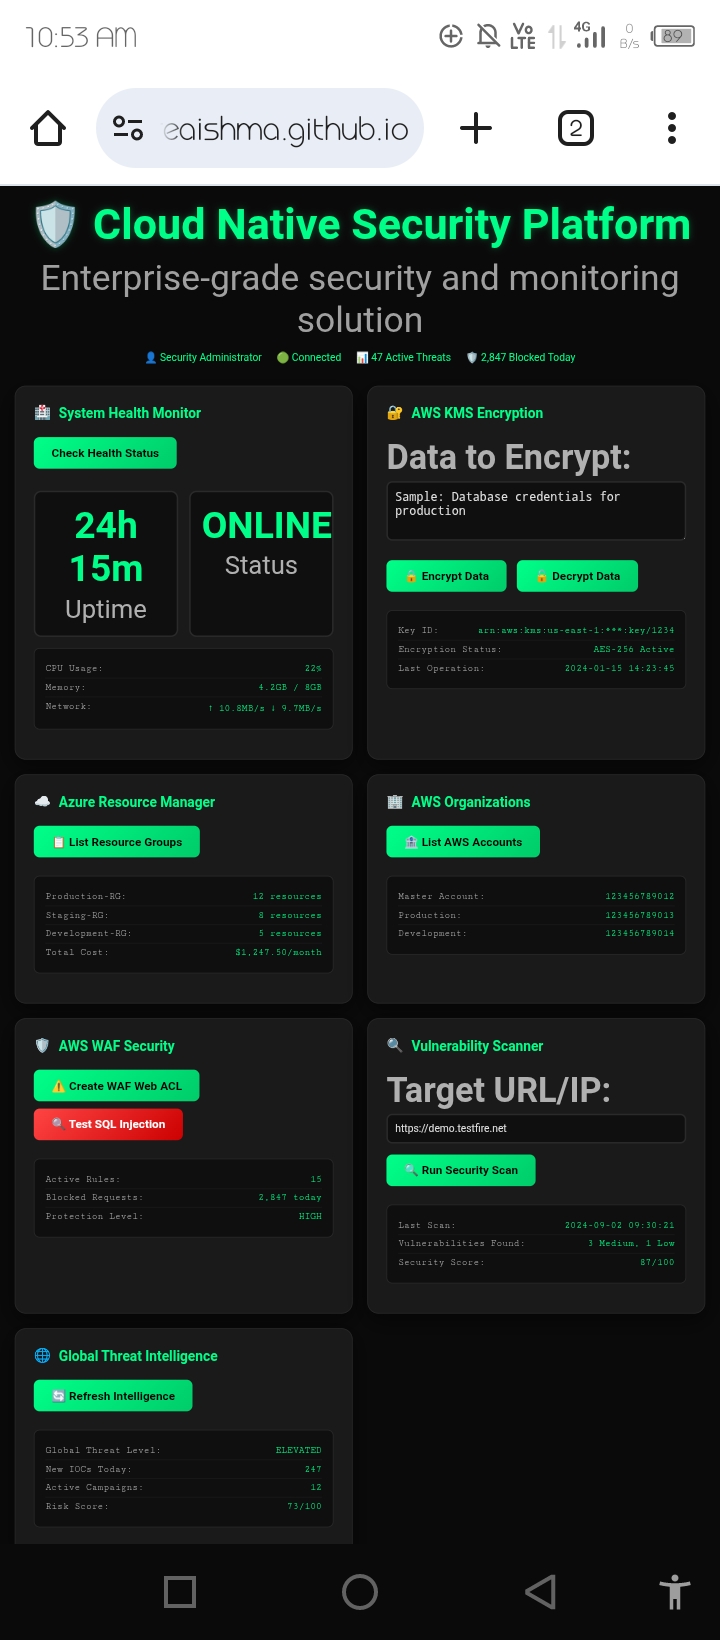 10:53 AM
Vo LTE 4G 0 B/s 89
eaishma.github.io
2
Cloud Native Security Platform
Enterprise-grade security and monitoring
solution
Security Administrator Connected 47 Active Threats 2,847 Blocked Today
System Health Monitor
Check Health Status
24h
15m
Uptime
ONLINE
Status
CPU Usage: 22%
Memory: 4.2GB / 8GB
Network: ↑ 10.8MB/s ↓ 9.7MB/s
AWS KMS Encryption
Data to Encrypt:
Sample: Database credentials for
production
Encrypt Data Decrypt Data
Key ID: arn:aws:kms:us-east-1:***:key/1234
Encryption Status: AES-256 Active
Last Operation: 2024-01-15 14:23:45
Azure Resource Manager
List Resource Groups
Production-RG: 12 resources
Staging-RG: 8 resources
Development-RG: 5 resources
Total Cost: $1,247.50/month
AWS Organizations
List AWS Accounts
Master Account: 123456789012
Production: 123456789013
Development: 123456789014
AWS WAF Security
Create WAF Web ACL
Test SQL Injection
Active Rules: 15
Blocked Requests: 2,847 today
Protection Level: HIGH
Vulnerability Scanner
Target URL/IP:
https://demo.testfire.net
Run Security Scan
Last Scan: 2024-09-02 09:30:21
Vulnerabilities Found: 3 Medium, 1 Low
Security Score: 87/100
Global Threat Intelligence
Refresh Intelligence
Global Threat Level: ELEVATED
New IOCs Today: 247
Active Campaigns: 12
Risk Score: 73/100